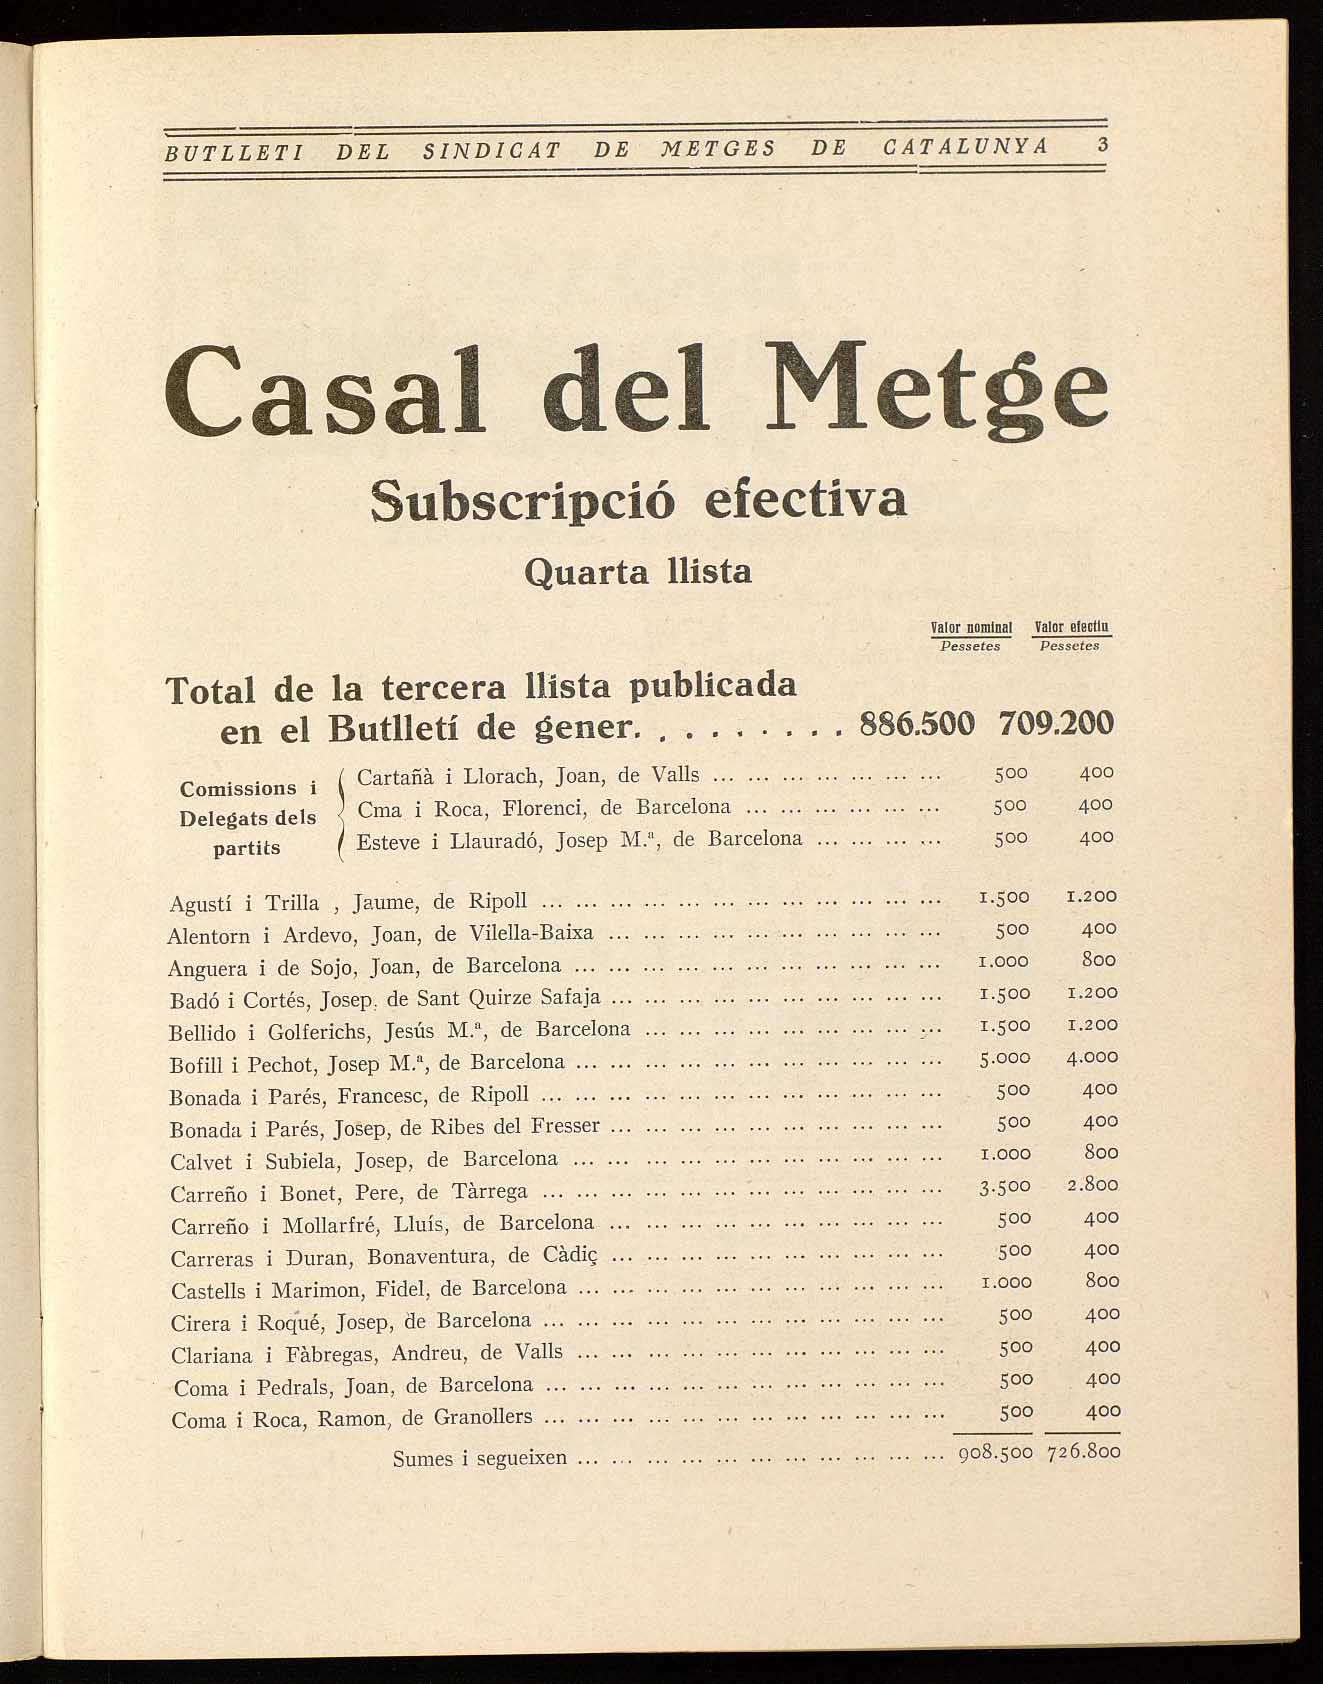 BUTLLETI DEL SINDICAT DE METGES DE CATALUNYA 3
Casal del Metge
Subscripció efectiva
Quarta llista
Valor nominal Valor efectiu
Pessetes Pessetes
Total de la tercera llista publicada
en el Butlletí de gener. . . . . . . . . . 886.500 709.200
Comissions i
Delegats dels
partits
Cartañà i Llorach, Joan, de Valls ... ... ... ... ... ... ... 500 400
Cma i Roca, Florenci, de Barcelona ... ... ... ... ... ... 500 400
Esteve i Llauradó, Josep M.ª, de Barcelona ... ... ... ... 500 400
Agustí i Trilla , Jaume, de Ripoll ... ... ... ... ... ... ... ... ... ... ... ... 1.500 1.200
Alentorn i Ardevo, Joan, de Vilella-Baixa ... ... ... ... ... ... ... ... ... ... 500 400
Anguera i de Sojo, Joan, de Barcelona ... ... ... ... ... ... ... ... ... ... ... 1.000 800
Badó i Cortés, Josep, de Sant Quirze Safaja ... ... ... ... ... ... ... ... ... ... 1.500 1.200
Bellido i Golferichs, Jesús M.ª, de Barcelona ... ... ... ... ... ... ... ... ... 1.500 1.200
Bofill i Pechot, Josep M.ª, de Barcelona ... ... ... ... ... ... ... ... ... ... ... 5.000 4.000
Bonada i Parés, Francesc, de Ripoll ... ... ... ... ... ... ... ... ... ... ... ... 500 400
Bonada i Parés, Josep, de Ribes del Fresser ... ... ... ... ... ... ... ... ... ... 500 400
Calvet i Subiela, Josep, de Barcelona ... ... ... ... ... ... ... ... ... ... ... 1.000 800
Carreño i Bonet, Pere, de Tàrrega ... ... ... ... ... ... ... ... ... ... ... ... 3.500 2.800
Carreño i Mollarfré, Lluís, de Barcelona ... ... ... ... ... ... ... ... ... ... 500 400
Carreras i Duran, Bonaventura, de Càdiç ... ... ... ... ... ... ... ... ... ... 500 400
Castells i Marimon, Fidel, de Barcelona ... ... ... ... ... ... ... ... ... ... ... 1.000 800
Cirera i Roqué, Josep, de Barcelona ... ... ... ... ... ... ... ... ... ... ... ... 500 400
Clariana i Fàbregas, Andreu, de Valls ... ... ... ... ... ... ... ... ... ... ... 500 400
Coma i Pedrals, Joan, de Barcelona ... ... ... ... ... ... ... ... ... ... ... ... 500 400
Coma i Roca, Ramon, de Granollers ... ... ... ... ... ... ... ... ... ... ... ... 500 400
Sumes i segueixen ... ... ... ... ... ... ... ... ... ... ... 908.500 726.800